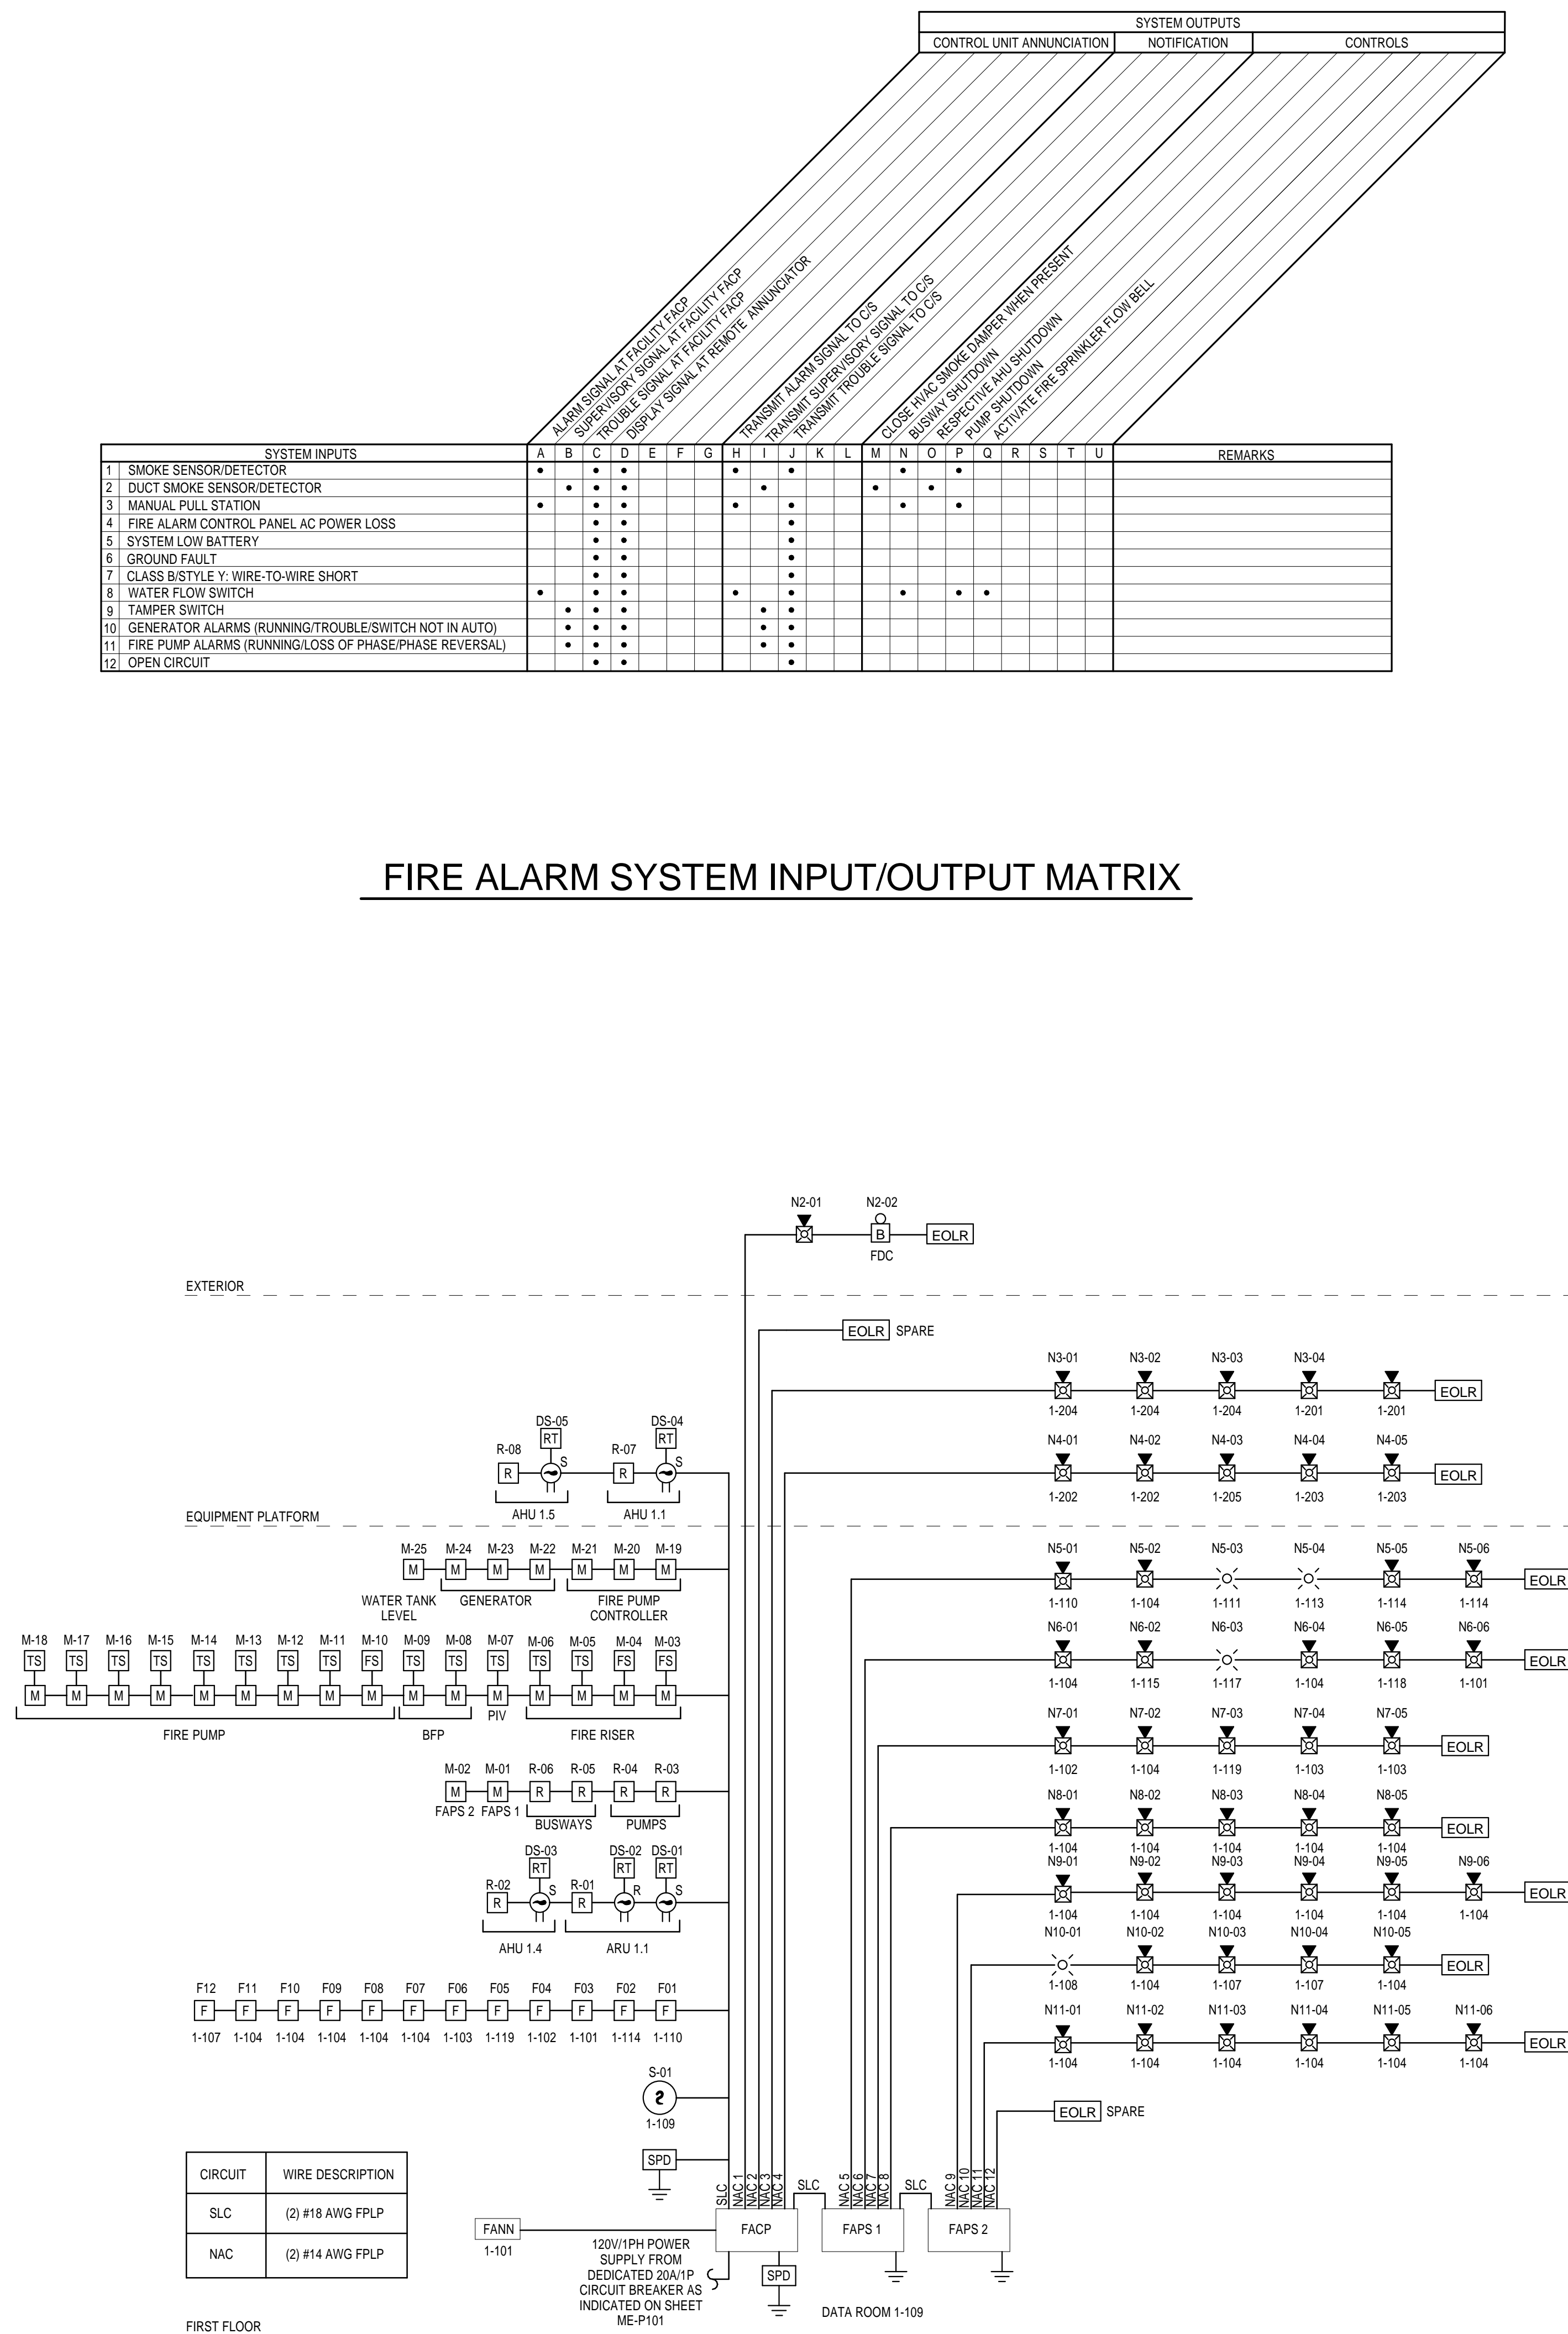 SYSTEM OUTPUTS
CONTROL UNIT ANNUNCIATION NOTIFICATION CONTROLS
ALARM SIGNAL AT FACILITY FACP
SUPERVISORY SIGNAL AT FACILITY FACP
TROUBLE SIGNAL AT FACILITY FACP
DISPLAY SIGNAL AT REMOTE ANNUNCIATOR
TRANSMIT ALARM SIGNAL TO C/S
TRANSMIT SUPERVISORY SIGNAL TO C/S
TRANSMIT TROUBLE SIGNAL TO C/S
CLOSE HVAC SMOKE DAMPER WHEN PRESENT
BUSWAY SHUTDOWN
RESPECTIVE AHU SHUTDOWN
PUMP SHUTDOWN
ACTIVATE FIRE SPRINKLER FLOW BELL
SYSTEM INPUTS A B C D E F G H I J K L M N O P Q R S T U REMARKS
1 SMOKE SENSOR/DETECTOR
2 DUCT SMOKE SENSOR/DETECTOR
3 MANUAL PULL STATION
4 FIRE ALARM CONTROL PANEL AC POWER LOSS
5 SYSTEM LOW BATTERY
6 GROUND FAULT
7 CLASS B/STYLE Y: WIRE-TO-WIRE SHORT
8 WATER FLOW SWITCH
9 TAMPER SWITCH
10 GENERATOR ALARMS (RUNNING/TROUBLE/SWITCH NOT IN AUTO)
11 FIRE PUMP ALARMS (RUNNING/LOSS OF PHASE/PHASE REVERSAL)
12 OPEN CIRCUIT
FIRE ALARM SYSTEM INPUT/OUTPUT MATRIX
N2-01 N2-02
B EOLR
FDC
EXTERIOR
EOLR SPARE
N3-01 N3-02 N3-03 N3-04
EOLR
1-204 1-204 1-204 1-201 1-201
N4-01 N4-02 N4-03 N4-04 N4-05
EOLR
1-202 1-202 1-205 1-203 1-203
DS-05 DS-04
R-08 RT R-07 RT
R S R S
AHU 1.5 AHU 1.1
EQUIPMENT PLATFORM
M-25 M-24 M-23 M-22 M-21 M-20 M-19
M M M M M M M
WATER TANK LEVEL
GENERATOR
FIRE PUMP CONTROLLER
M-18 M-17 M-16 M-15 M-14 M-13 M-12 M-11 M-10 M-09 M-08 M-07 M-06 M-05 M-04 M-03
TS TS TS TS TS TS TS TS FS TS TS TS TS TS FS FS
M M M M M M M M M M M M M M M M
FIRE PUMP BFP PIV FIRE RISER
M-02 M-01 R-06 R-05 R-04 R-03
M M R R R R
FAPS 2 FAPS 1 BUSWAYS PUMPS
DS-03 DS-02 DS-01
R-02 RT R-01 RT RT
R S R R S
AHU 1.4 ARU 1.1
F12 F11 F10 F09 F08 F07 F06 F05 F04 F03 F02 F01
F F F F F F F F F F F F
1-107 1-104 1-104 1-104 1-104 1-104 1-103 1-119 1-102 1-101 1-114 1-110
S-01
1-109
SPD
N5-01 N5-02 N5-03 N5-04 N5-05 N5-06
EOLR
1-110 1-104 1-111 1-113 1-114 1-114
N6-01 N6-02 N6-03 N6-04 N6-05 N6-06
EOLR
1-104 1-115 1-117 1-104 1-118 1-101
N7-01 N7-02 N7-03 N7-04 N7-05
EOLR
1-102 1-104 1-119 1-103 1-103
N8-01 N8-02 N8-03 N8-04 N8-05
EOLR
1-104 1-104 1-104 1-104 1-104
N9-01 N9-02 N9-03 N9-04 N9-05 N9-06
EOLR
1-104 1-104 1-104 1-104 1-104 1-104
N10-01 N10-02 N10-03 N10-04 N10-05
EOLR
1-108 1-104 1-107 1-107 1-104
N11-01 N11-02 N11-03 N11-04 N11-05 N11-06
EOLR
1-104 1-104 1-104 1-104 1-104 1-104
EOLR SPARE
CIRCUIT WIRE DESCRIPTION
SLC (2) #18 AWG FPLP
NAC (2) #14 AWG FPLP
SLC NAC 1 NAC 2 NAC 3 NAC 4 SLC NAC 5 NAC 6 NAC 7 NAC 8 SLC NAC 9 NAC 10 NAC 11 NAC 12
FANN FACP FAPS 1 FAPS 2
1-101
120V/1PH POWER
SUPPLY FROM
DEDICATED 20A/1P
CIRCUIT BREAKER AS
INDICATED ON SHEET
ME-P101
SPD
DATA ROOM 1-109
FIRST FLOOR